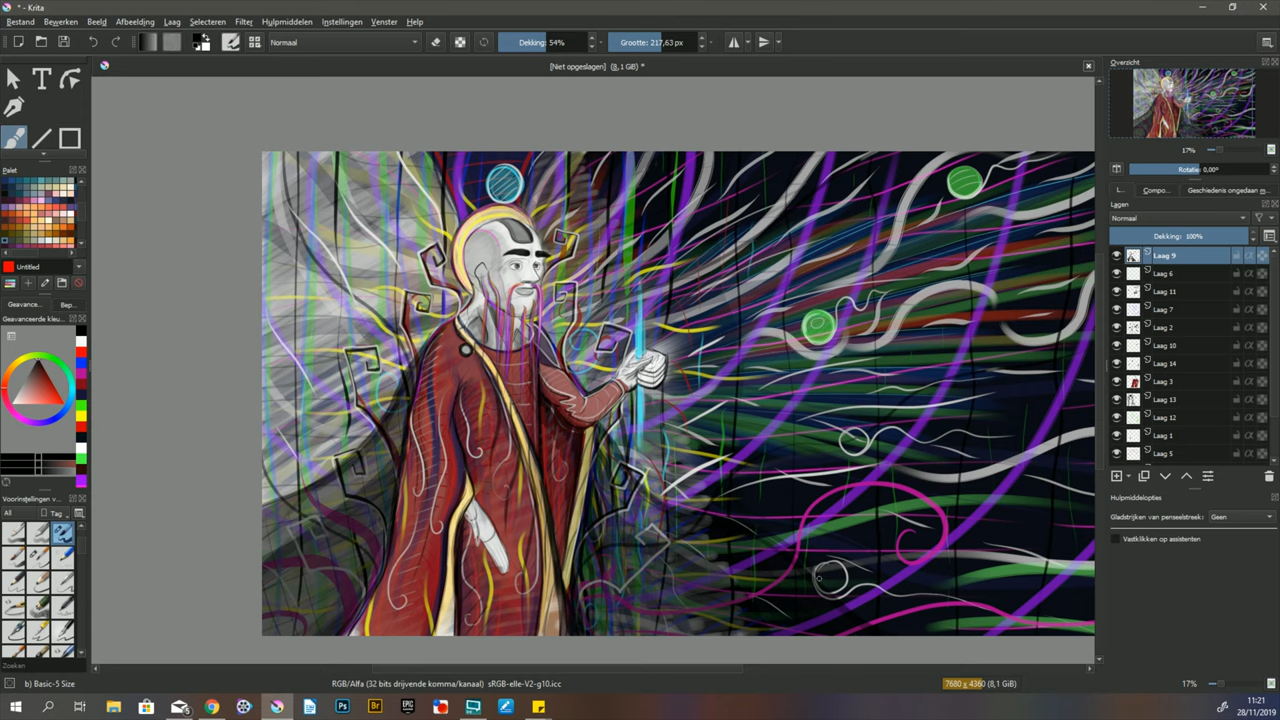 * - Krita
Bestand Bewerken Beeld Afbeelding Laag Selecteren Filter Hulpmiddelen Instellingen Venster Help
Normaal Dekking: 54% Grootte: 217,63 px
[Niet opgeslagen] (8,1 GB) *
Overzicht
17%
Rotatie: 0,00°
L... Compo... Geschiedenis ongedaan m...
Lagen
Normaal
Dekking: 100%
Laag 9
Laag 6
Laag 11
Laag 7
Laag 2
Laag 10
Laag 14
Laag 3
Laag 13
Laag 12
Laag 1
Laag 5
Hulpmiddelopties
Gladstrijken van penseelstreek: Geen
Vastklikken op assistenten
Palet
Untitled
Geavance... Bep...
Geavanceerde kleu...
Voorinstellingen v...
All Tag
Zoeken
b) Basic-5 Size
RGB/Alfa (32 bits drijvende komma/kanaal) sRGB-elle-V2-g10.icc
7680 x 4360 (8,1 GiB)
17%
Ps Br EPIC
11:21
28/11/2019